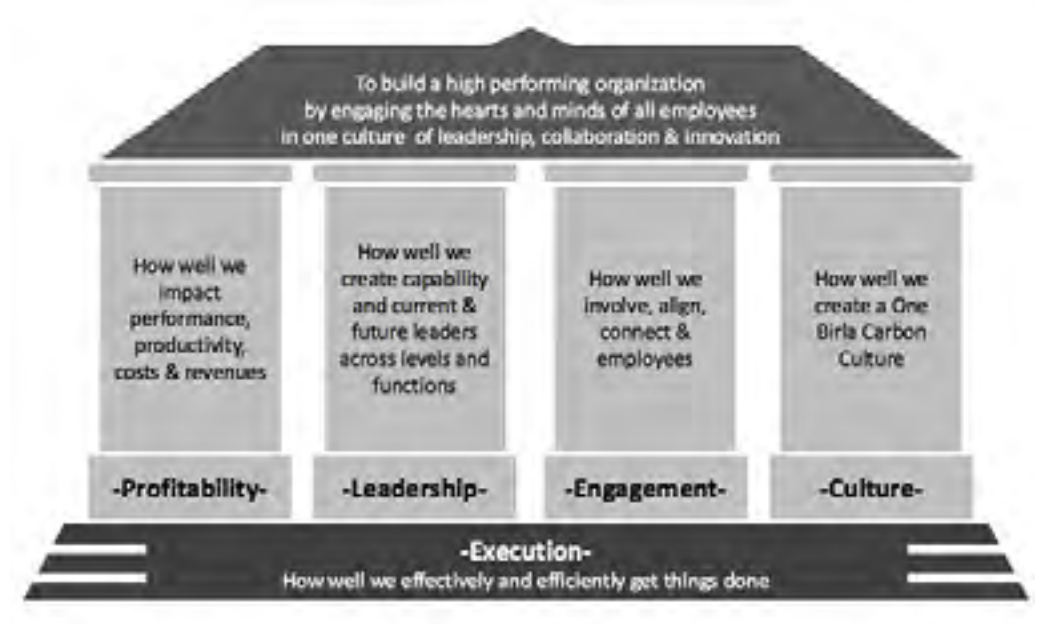 To build a high performing organization
by engaging the hearts and minds of all employees
in one culture of leadership, collaboration & innovation
How well we
impact
performance,
productivity,
costs & revenues
How well we
create capability
and current &
future leaders
across levels and
functions
How well we
involve, align,
connect &
employees
How well we
create a One
Birla Carbon
Culture
-Profitability-
-Leadership-
-Engagement-
-Culture-
-Execution-
How well we effectively and efficiently get things done